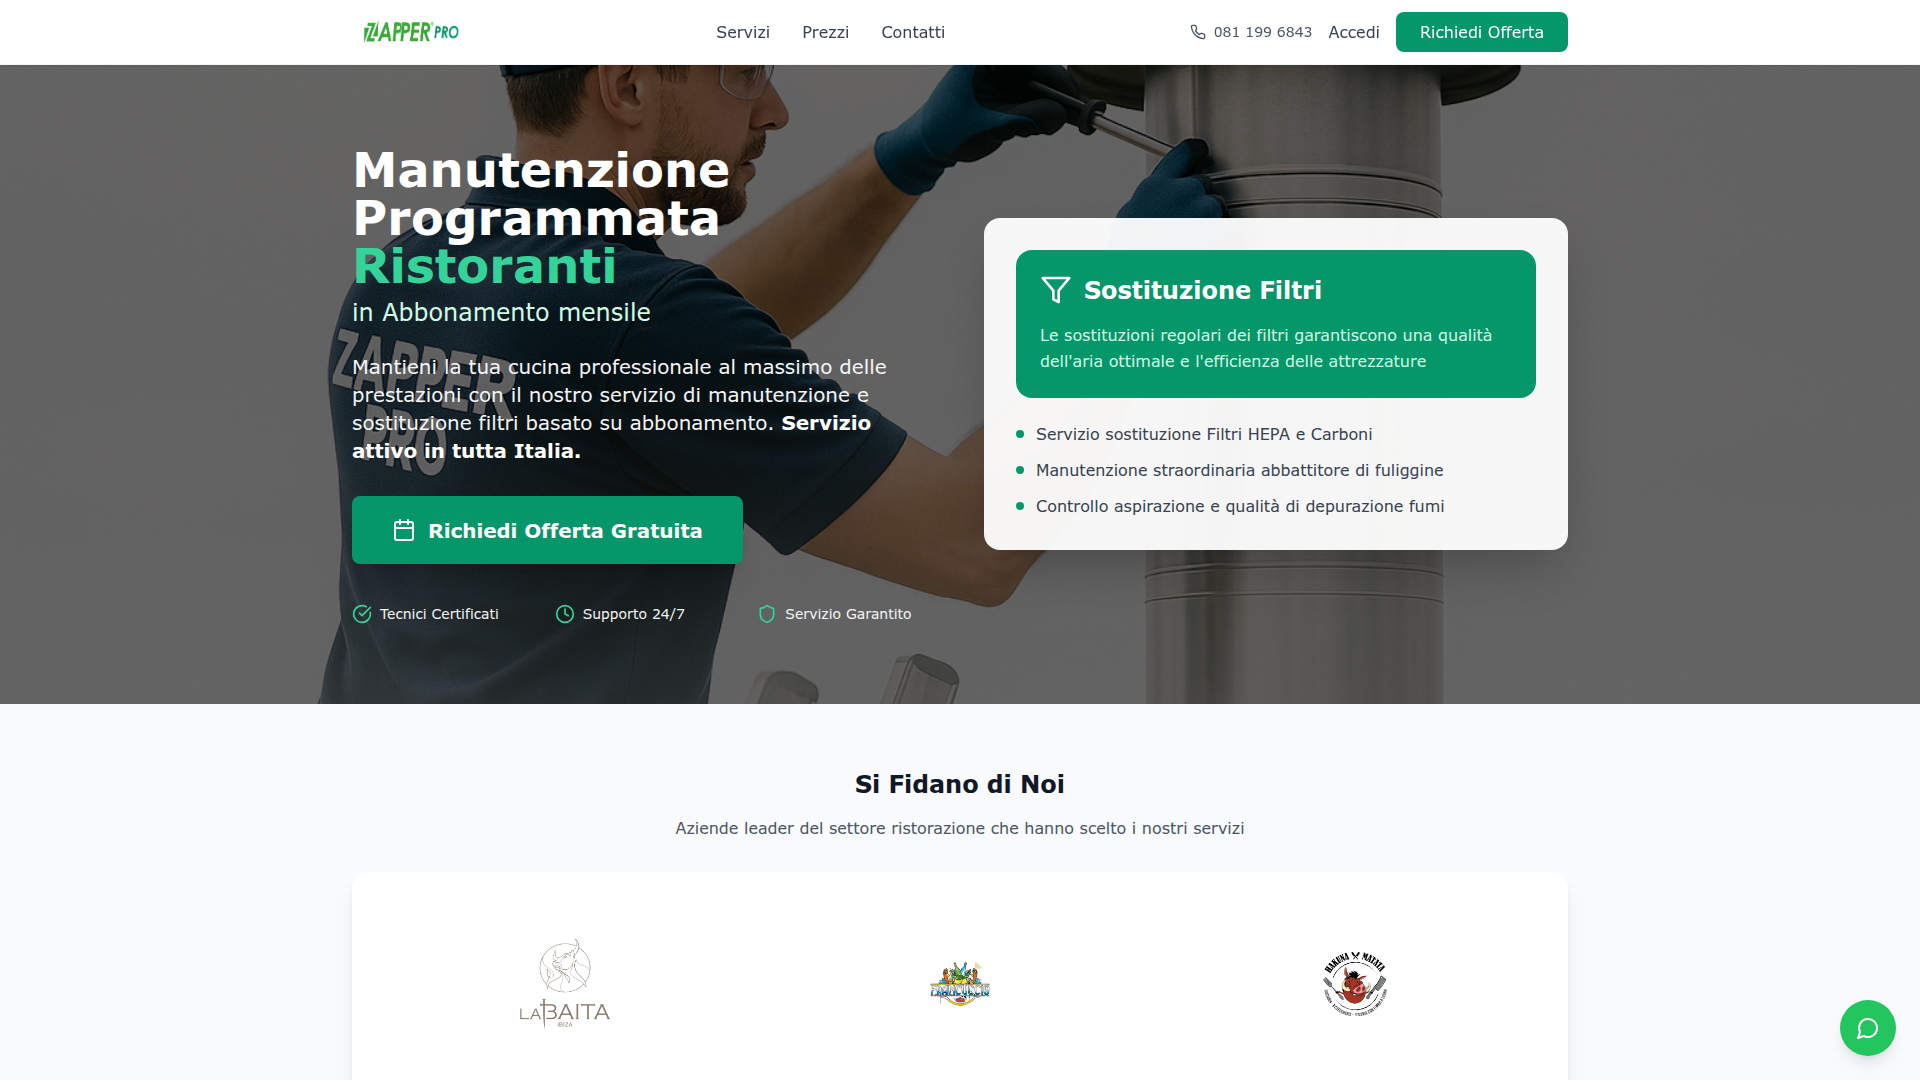 ZAPPER PRO
Servizi
Prezzi
Contatti
081 199 6843
Accedi
Richiedi Offerta
Manutenzione
Programmata
Ristoranti
in Abbonamento mensile
Mantieni la tua cucina professionale al massimo delle
prestazioni con il nostro servizio di manutenzione e
sostituzione filtri basato su abbonamento. Servizio
attivo in tutta Italia.
ZAPPER
PRO
Richiedi Offerta Gratuita
Tecnici Certificati
Supporto 24/7
Servizio Garantito
Sostituzione Filtri
Le sostituzioni regolari dei filtri garantiscono una qualità
dell'aria ottimale e l'efficienza delle attrezzature
Servizio sostituzione Filtri HEPA e Carboni
Manutenzione straordinaria abbattitore di fuliggine
Controllo aspirazione e qualità di depurazione fumi
Si Fidano di Noi
Aziende leader del settore ristorazione che hanno scelto i nostri servizi
LA BAITA
IBIZA
HAKUNA MATATA